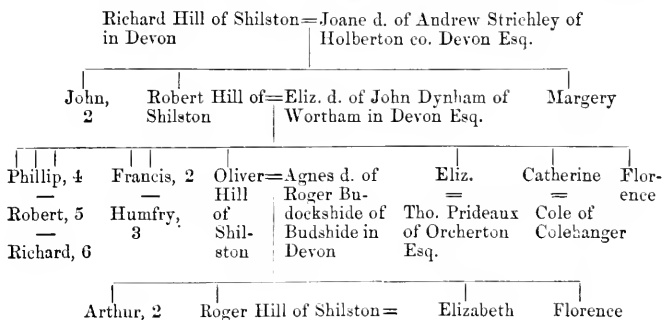 Richard Hill of Shilston=Joane d. of Andrew Strichley of
in Devon Holberton co. Devon Esq.
John, Robert Hill of=Eliz. d. of John Dynham of Margery
2 Shilston Wortham in Devon Esq.
Phillip, 4 Francis, 2 Oliver=Agnes d. of Eliz. Catherine Flor-
— — Hill Roger Bu- = = ence
Robert, 5 Humfry, of dockshide of Tho. Prideaux Cole of
— 3 Shil- Budshide in of Orcherton Colehanger
Richard, 6 ston Devon Esq.
Arthur, 2 Roger Hill of Shilston= Elizabeth Florence